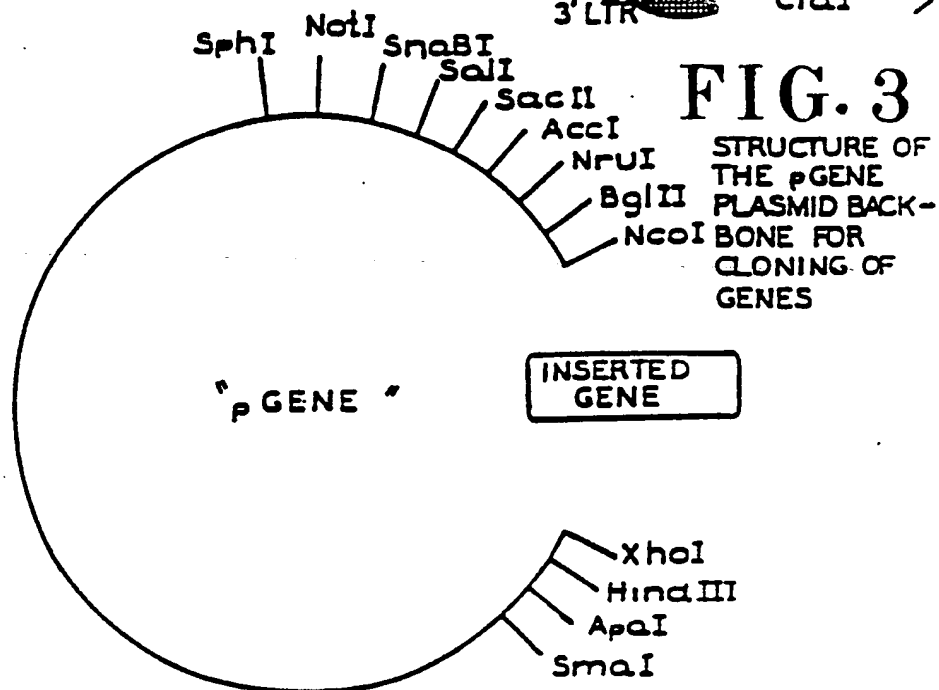 3' LTR
ClaI
SphI
NotI
SnaBI
SalI
SacII
AccI
NruI
BglII
NcoI
FIG. 3
STRUCTURE OF
THE pGENE
PLASMID BACK-
BONE FOR
CLONING OF
GENES
INSERTED
GENE
"pGENE"
XhoI
HindIII
ApaI
SmaI